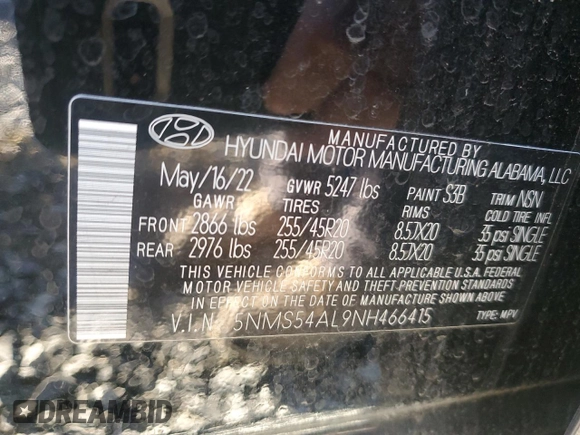 MANUFACTURED BY
HYUNDAI MOTOR MANUFACTURING ALABAMA, LLC
May/16/22 GVWR 5247 lbs PAINT S3B TRIM NSN
GAWR TIRES RIMS COLD TIRE INFL
FRONT 2866 lbs 255/45R20 8.5JX20 35 psi SINGLE
REAR 2976 lbs 255/45R20 8.5JX20 35 psi SINGLE
THIS VEHICLE CONFORMS TO ALL APPLICABLE U.S.A. FEDERAL
MOTOR VEHICLE SAFETY AND THEFT PREVENTION STANDARDS
IN EFFECT ON THE DATE OF MANUFACTURE SHOWN ABOVE.
V.I.N 5NMS54AL9NH466415 TYPE: MPV
DREAMBID